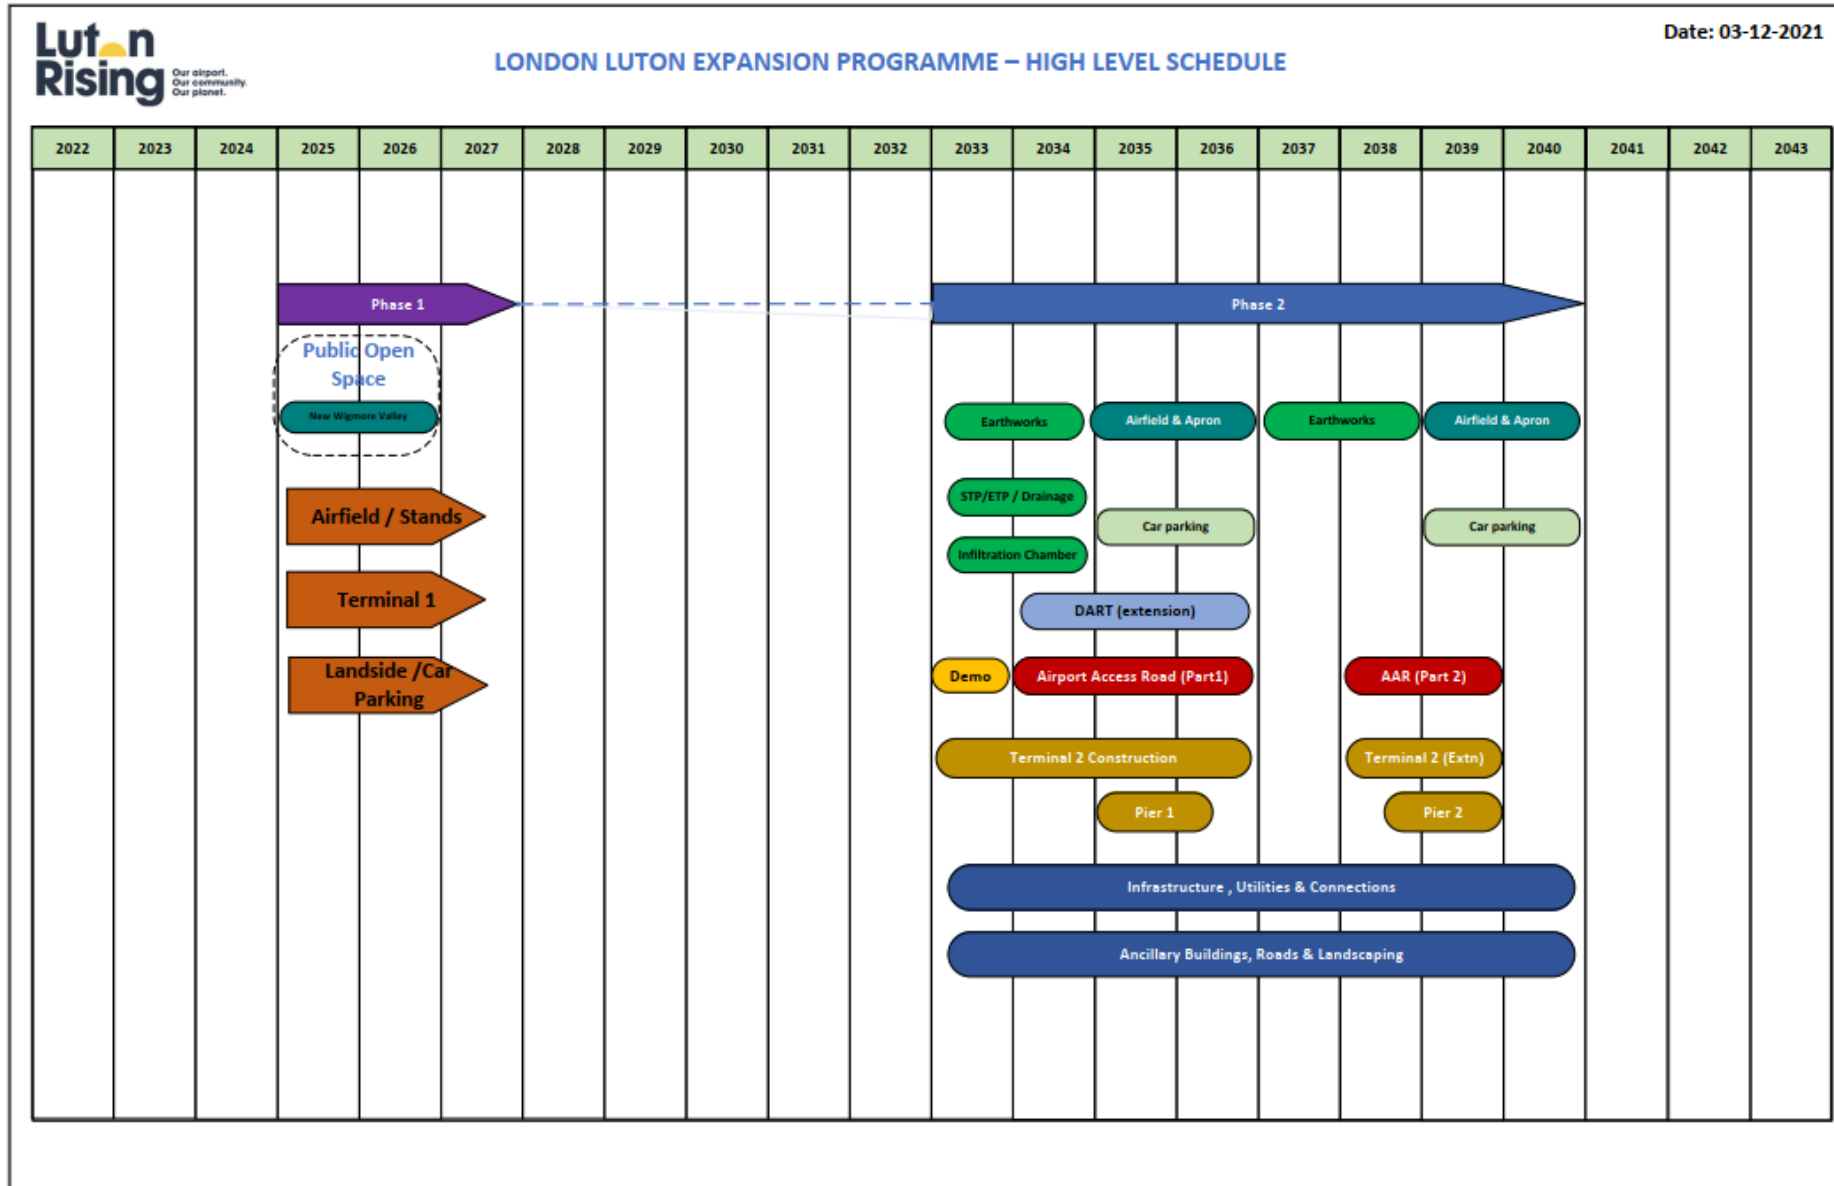 Luton
Rising
Our airport.
Our community.
Our planet.
LONDON LUTON EXPANSION PROGRAMME – HIGH LEVEL SCHEDULE
Date: 03-12-2021
2022 2023 2024 2025 2026 2027 2028 2029 2030 2031 2032 2033 2034 2035 2036 2037 2038 2039 2040 2041 2042 2043
Phase 1 Phase 2
Public Open
Space
New Wigmore Valley
Earthworks Airfield & Apron Earthworks Airfield & Apron
STP/ETP / Drainage
Airfield / Stands
Car parking Car parking
Infiltration Chamber
Terminal 1
DART (extension)
Landside /Car
Parking
Demo Airport Access Road (Part1) AAR (Part 2)
Terminal 2 Construction Terminal 2 (Extn)
Pier 1 Pier 2
Infrastructure , Utilities & Connections
Ancillary Buildings, Roads & Landscaping